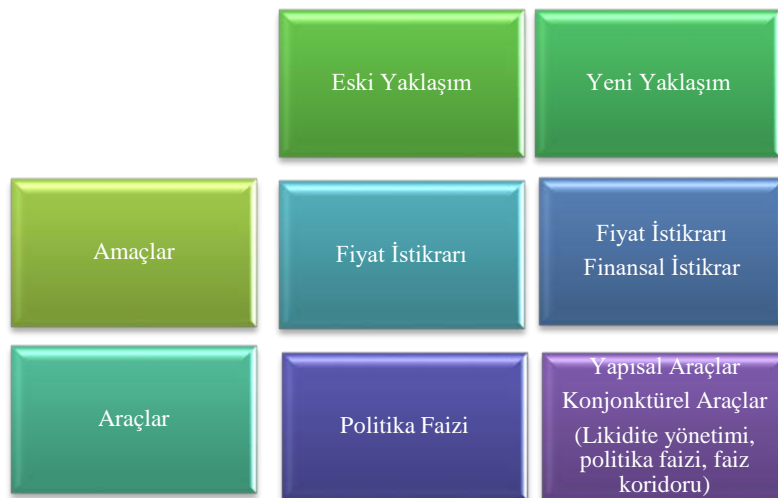 Eski Yaklaşım
Yeni Yaklaşım
Amaçlar
Fiyat İstikrarı
Fiyat İstikrarı
Finansal İstikrar
Araçlar
Politika Faizi
Yapısal Araçlar
Konjonktürel Araçlar
(Likidite yönetimi,
politika faizi, faiz
koridoru)